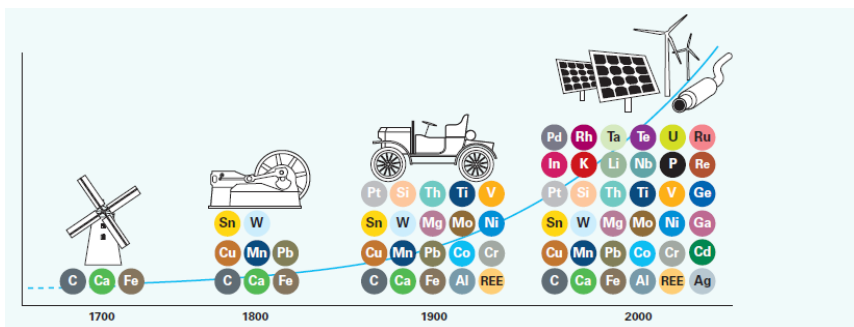 Pd Rh Ta Te U Ru
In K Li Nb P Re
Pt Si Th Ti V Pt Si Th Ti V Ge
Sn W Sn W Mg Mo Ni Sn W Mg Mo Ni Ga
Cu Mn Pb Cu Mn Pb Co Cr Cu Mn Pb Co Cr Cd
C Ca Fe C Ca Fe C Ca Fe Al REE C Ca Fe Al REE Ag
1700 1800 1900 2000